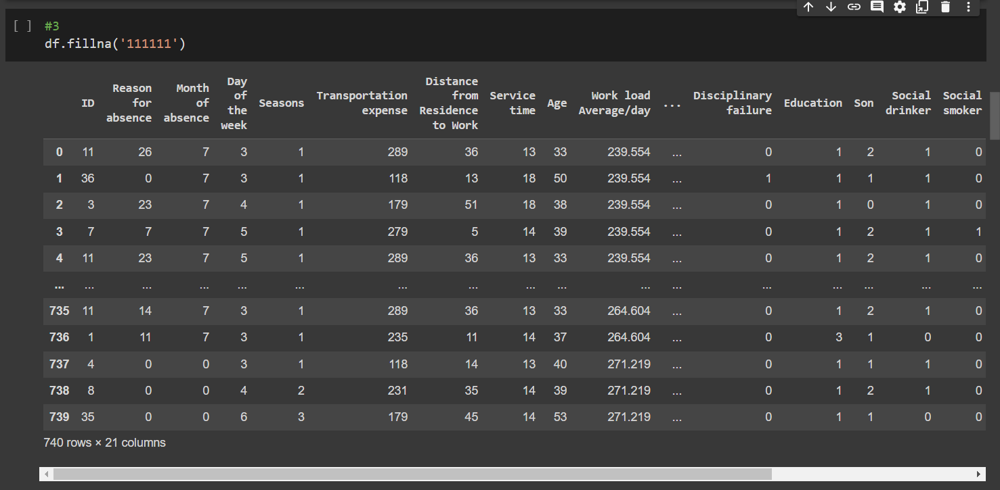 [ ] #3
df.fillna('111111')
ID Reason for absence Month of absence Day of the week Seasons Transportation expense Distance from Residence to Work Service time Age Work load Average/day ... Disciplinary failure Education Son Social drinker Social smoker
0 11 26 7 3 1 289 36 13 33 239.554 ... 0 1 2 1 0
1 36 0 7 3 1 118 13 18 50 239.554 ... 1 1 1 1 0
2 3 23 7 4 1 179 51 18 38 239.554 ... 0 1 0 1 0
3 7 7 7 5 1 279 5 14 39 239.554 ... 0 1 2 1 1
4 11 23 7 5 1 289 36 13 33 239.554 ... 0 1 2 1 0
... ... ... ... ... ... ... ... ... ... ... ... ... ... ... ... ...
735 11 14 7 3 1 289 36 13 33 264.604 ... 0 1 2 1 0
736 1 11 7 3 1 235 11 14 37 264.604 ... 0 3 1 0 0
737 4 0 0 3 1 118 14 13 40 271.219 ... 0 1 1 1 0
738 8 0 0 4 2 231 35 14 39 271.219 ... 0 1 2 1 0
739 35 0 0 6 3 179 45 14 53 271.219 ... 0 1 1 0 0
740 rows × 21 columns